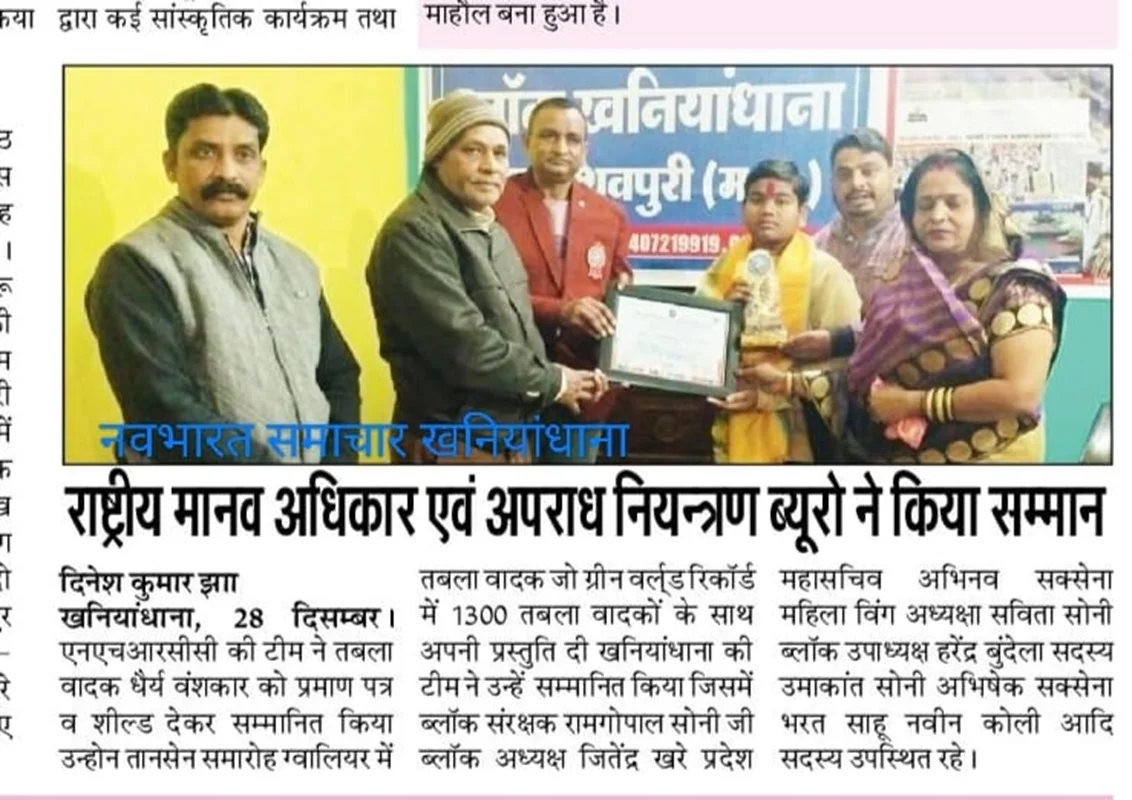 द्वारा कई सांस्कृतिक कार्यक्रम तथा
माहौल बना हुआ है।
खनियांधाना
शिवपुरी
407219919
नवभारत समाचार खनियांधाना
राष्ट्रीय मानव अधिकार एवं अपराध नियन्त्रण ब्यूरो ने किया सम्मान
दिनेश कुमार झाा
खनियांधाना, 28 दिसम्बर।
एनएचआरसीसी की टीम ने तबला
वादक धैर्य वंशकार को प्रमाण पत्र
व शील्ड देकर सम्मानित किया
उन्होन तानसेन समारोह ग्वालियर में
तबला वादक जो ग्रीन वर्ल्ड रिकॉर्ड
में 1300 तबला वादकों के साथ
अपनी प्रस्तुति दी खनियांधाना की
टीम ने उन्हें सम्मानित किया जिसमें
ब्लॉक संरक्षक रामगोपाल सोनी जी
ब्लॉक अध्यक्ष जितेंद्र खरे प्रदेश
महासचिव अभिनव सक्सेना
महिला विंग अध्यक्षा सविता सोनी
ब्लॉक उपाध्यक्ष हरेंद्र बुंदेला सदस्य
उमाकांत सोनी अभिषेक सक्सेना
भरत साहू नवीन कोली आदि
सदस्य उपस्थित रहे।